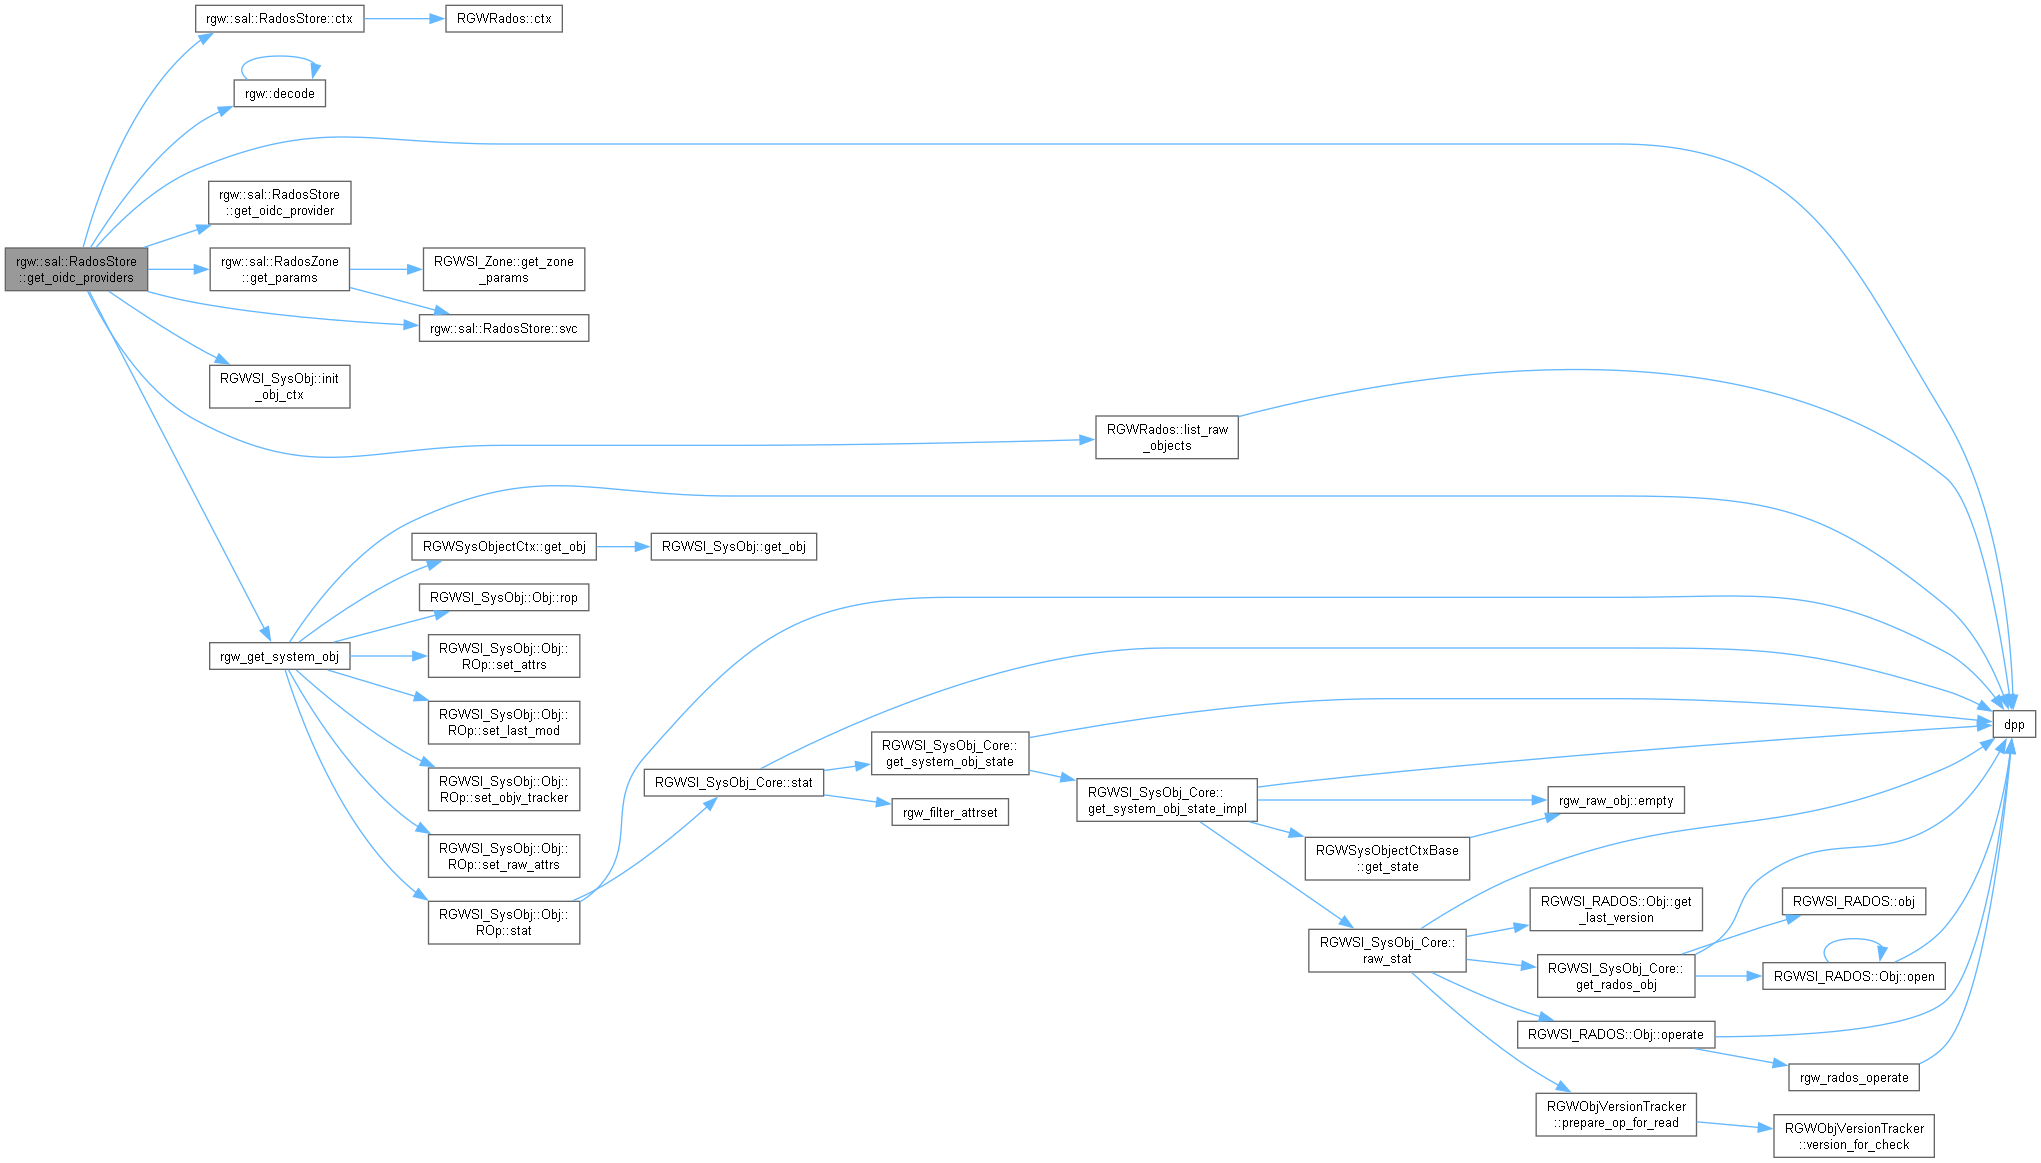 rgw::sal::RadosStore::ctx
RGWRados::ctx
rgw::decode
rgw::sal::RadosStore
::get_oidc_provider
rgw::sal::RadosStore
::get_oidc_providers
rgw::sal::RadosZone
::get_params
RGWSI_Zone::get_zone
_params
rgw::sal::RadosStore::svc
RGWSI_SysObj::init
_obj_ctx
RGWRados::list_raw
_objects
RGWSysObjectCtx::get_obj
RGWSI_SysObj::get_obj
RGWSI_SysObj::Obj::rop
rgw_get_system_obj
RGWSI_SysObj::Obj::
ROp::set_attrs
RGWSI_SysObj::Obj::
ROp::set_last_mod
dpp
RGWSI_SysObj_Core::
get_system_obj_state
RGWSI_SysObj::Obj::
ROp::set_objv_tracker
RGWSI_SysObj_Core::stat
RGWSI_SysObj_Core::
get_system_obj_state_impl
rgw_raw_obj::empty
rgw_filter_attrset
RGWSI_SysObj::Obj::
ROp::set_raw_attrs
RGWSysObjectCtxBase
::get_state
RGWSI_SysObj::Obj::
ROp::stat
RGWSI_RADOS::Obj::get
_last_version
RGWSI_RADOS::obj
RGWSI_SysObj_Core::
raw_stat
RGWSI_SysObj_Core::
get_rados_obj
RGWSI_RADOS::Obj::open
RGWSI_RADOS::Obj::operate
rgw_rados_operate
RGWObjVersionTracker
::prepare_op_for_read
RGWObjVersionTracker
::version_for_check